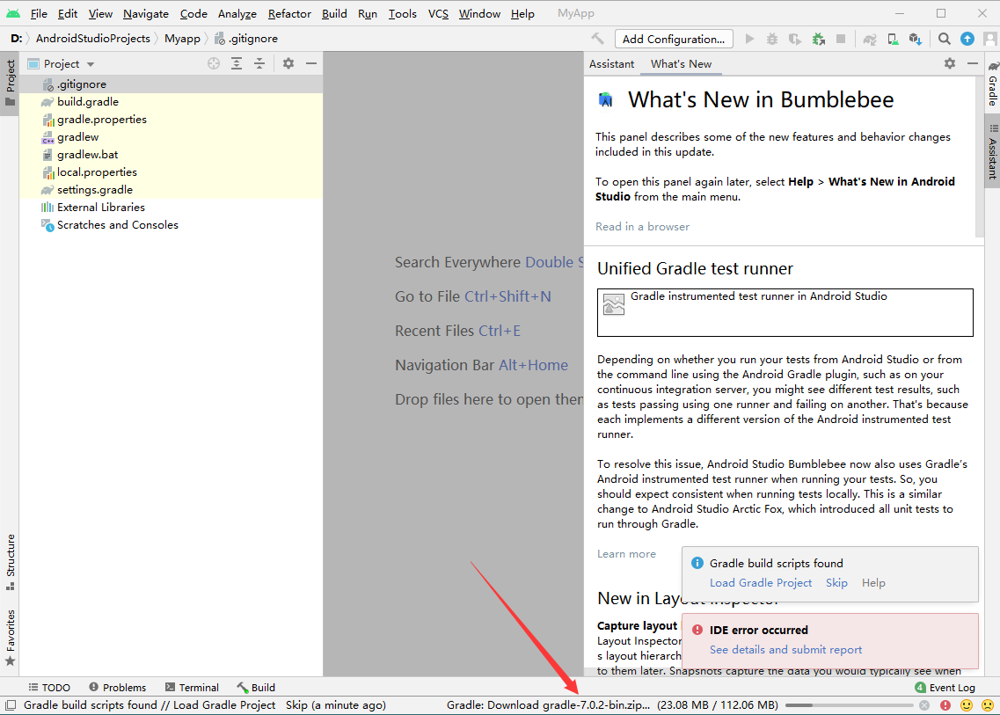 File Edit View Navigate Code Analyze Refactor Build Run Tools VCS Window Help MyApp
D: AndroidStudioProjects Myapp .gitignore
Add Configuration...
Project
Project
.gitignore
build.gradle
gradle.properties
C++ gradlew
gradlew.bat
local.properties
settings.gradle
External Libraries
Scratches and Consoles
Structure
Favorites
Search Everywhere Double
Go to File Ctrl+Shift+N
Recent Files Ctrl+E
Navigation Bar Alt+Home
Drop files here to open
Assistant What's New
What's New in Bumblebee
This panel describes some of the new features and behavior changes
included in this update.
To open this panel again later, select Help > What's New in Android
Studio from the main menu.
Read in a browser
Unified Gradle test runner
Gradle instrumented test runner in Android Studio
Depending on whether you run your tests from Android Studio or from
the command line using the Android Gradle plugin, such as on your
continuous integration server, you might see different test results, such
as tests passing using one runner and failing on another. That's because
each implements a different version of the Android instrumented test
runner.
To resolve this issue, Android Studio Bumblebee now also uses Gradle's
Android instrumented test runner when running your tests. So, you
should expect consistent when running tests locally. This is a similar
change to Android Studio Arctic Fox, which introduced all unit tests to
run through Gradle.
Learn more
New in Layout Inspector
Capture layout
Layout Inspector
s layout hierarch
to them later. Snapshots capture the data you would typically see when
Gradle build scripts found
Load Gradle Project Skip Help
IDE error occurred
See details and submit report
Gradle
Assistant
TODO Problems Terminal Build 4 Event Log
Gradle build scripts found // Load Gradle Project Skip (a minute ago) Gradle: Download gradle-7.0.2-bin.zip... (23.08 MB / 112.06 MB)